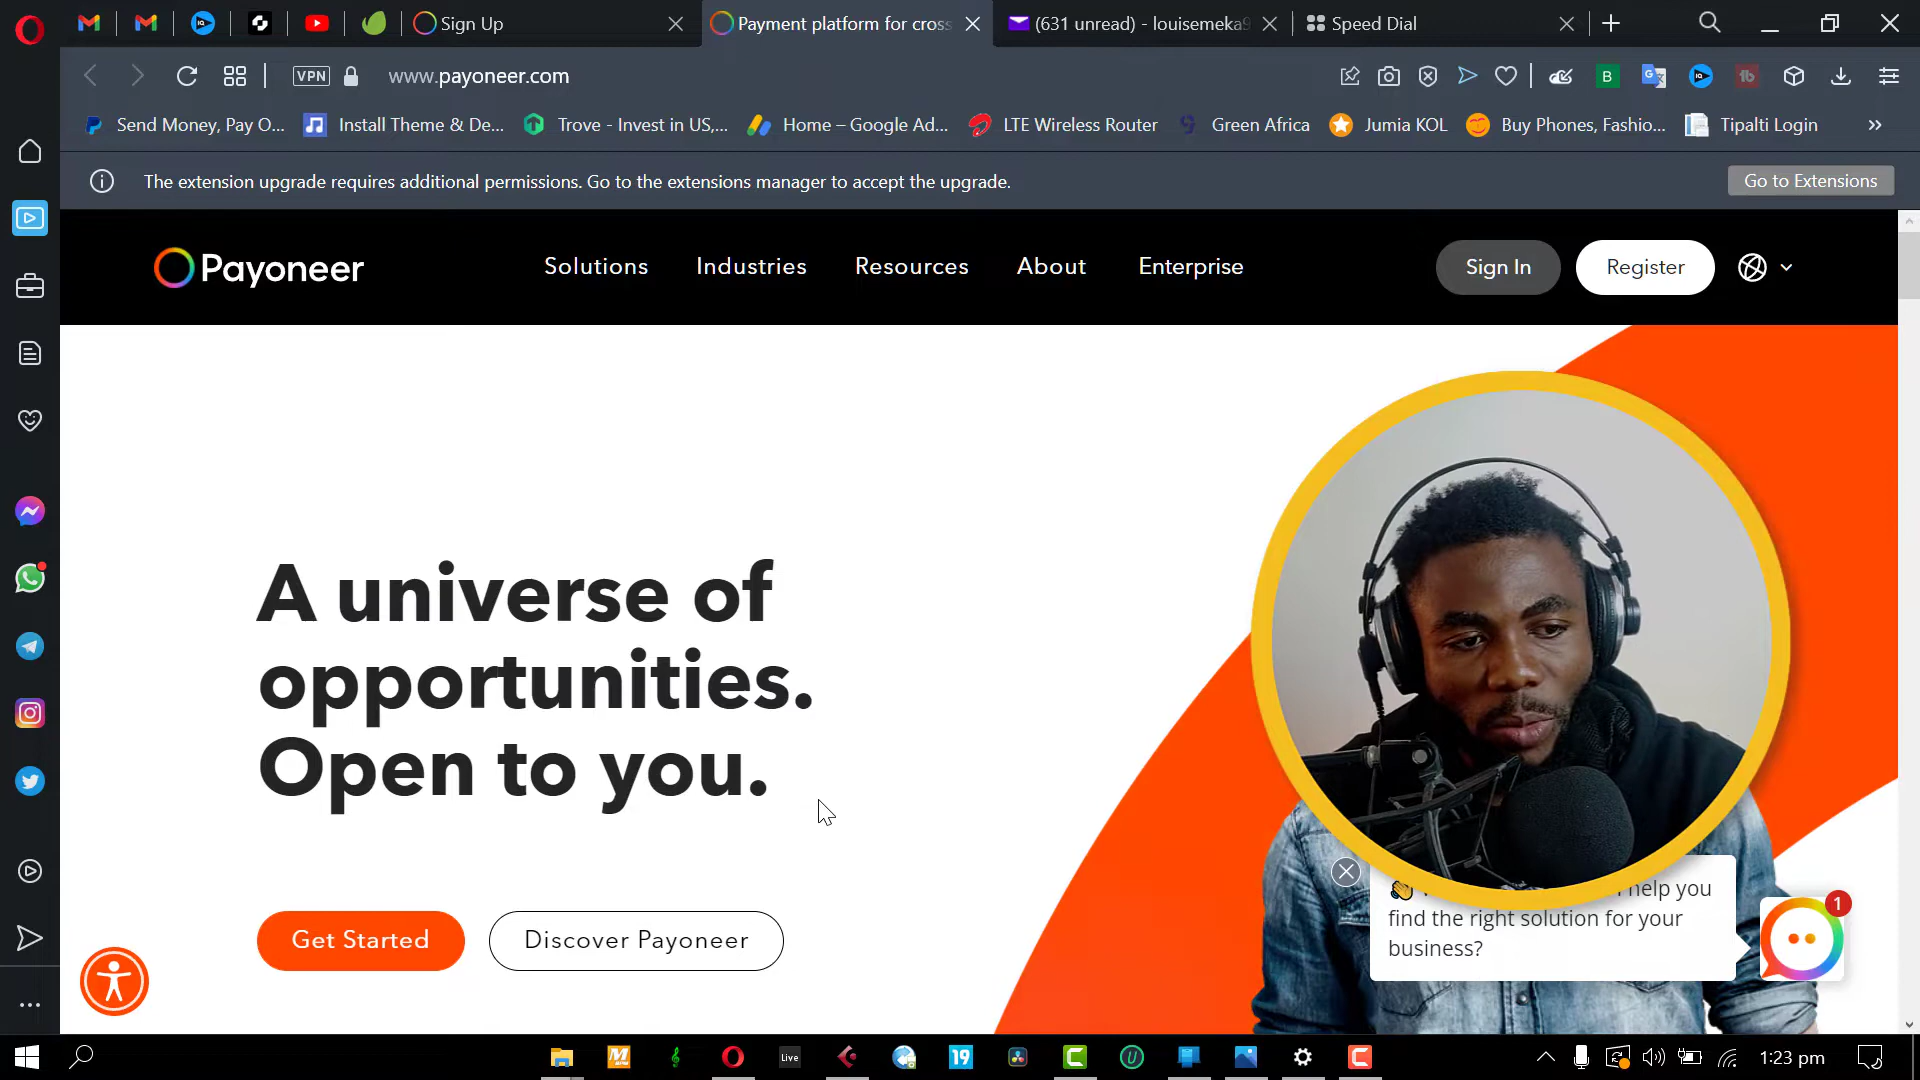 Sign Up
Payment platform for cross
(631 unread) - louisemeka9
Speed Dial
VPN
www.payoneer.com
B
Send Money, Pay O...
Install Theme & De...
Trove - Invest in US,...
Home – Google Ad...
LTE Wireless Router
Green Africa
Jumia KOL
Buy Phones, Fashio...
Tipalti Login
The extension upgrade requires additional permissions. Go to the extensions manager to accept the upgrade.
Go to Extensions
Payoneer
Solutions
Industries
Resources
About
Enterprise
Sign In
Register
A universe of
opportunities.
Open to you.
Get Started
Discover Payoneer
help you
find the right solution for your
business?
1
Live
19
1:23 pm